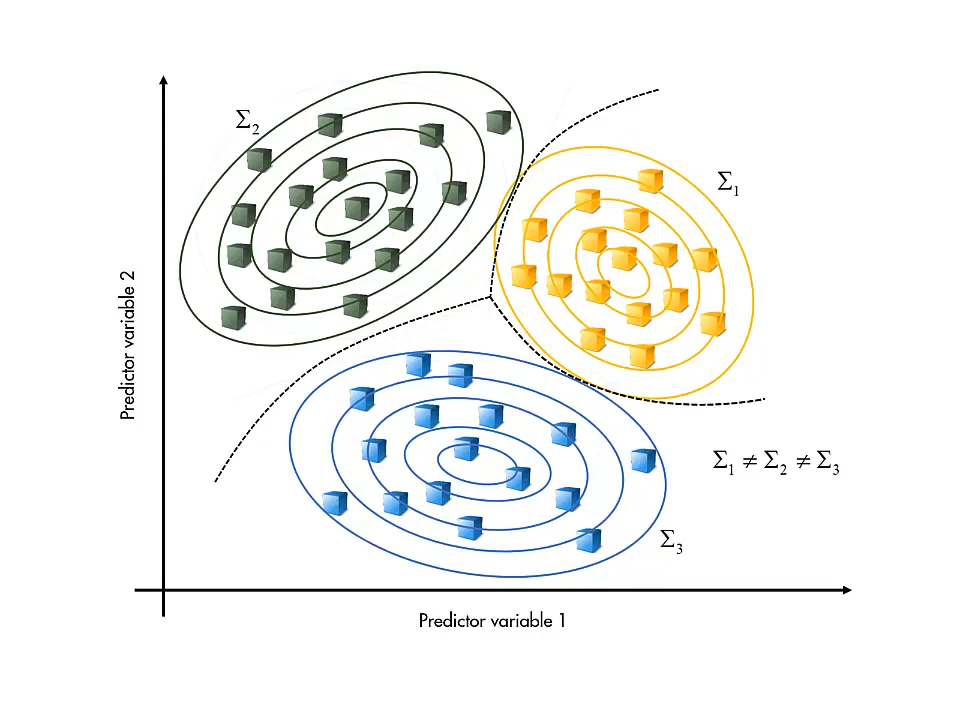 Σ2
Σ1
Predictor variable 2
Σ1 ≠ Σ2 ≠ Σ3
Σ3
Predictor variable 1